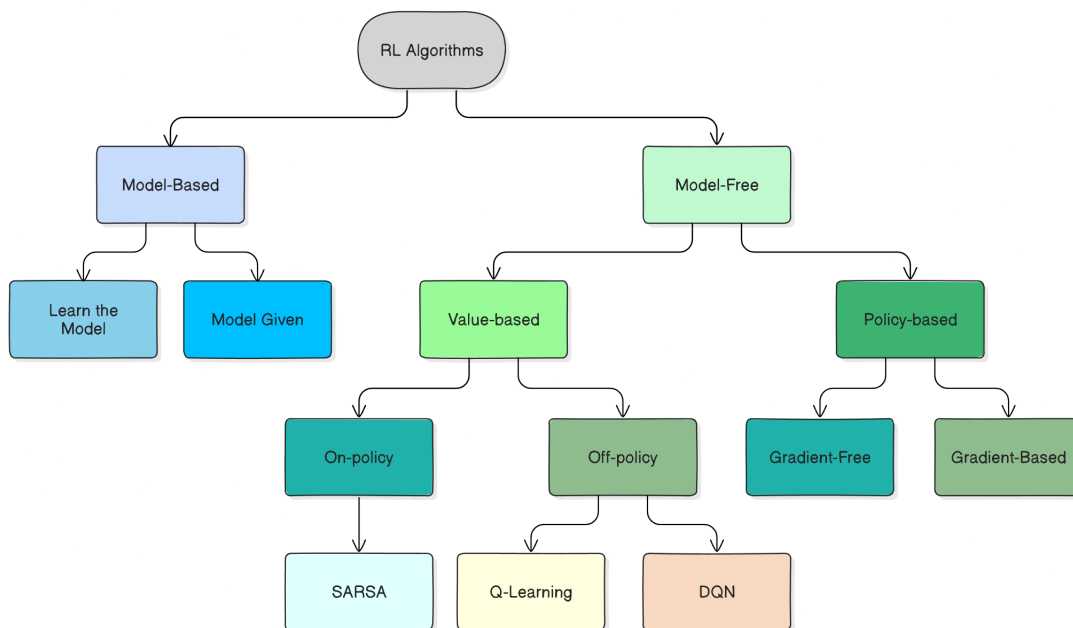 RL Algorithms
Model-Based
Model-Free
Learn the
Model
Model Given
Value-based
Policy-based
On-policy
Off-policy
Gradient-Free
Gradient-Based
SARSA
Q-Learning
DQN